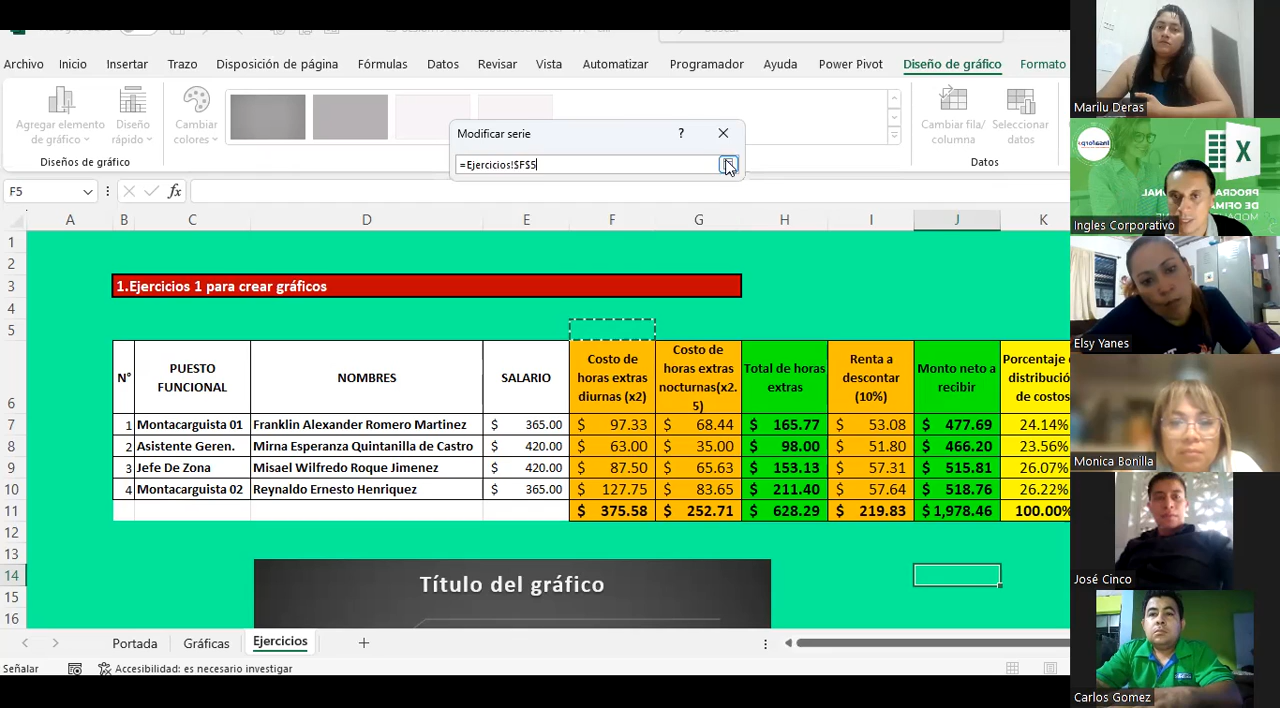 Archivo Inicio Insertar Trazo Disposición de página Fórmulas Datos Revisar Vista Automatizar Programador Ayuda Power Pivot Diseño de gráfico Formato
Agregar elemento de gráfico
Diseño rápido
Cambiar colores
Cambiar fila/ columna
Seleccionar datos
Diseños de gráfico
Datos
Modificar serie ? ×
=Ejercicios!$F$5
F5
fx
A B C D E F G H I J K
1
2
3 1.Ejercicios 1 para crear gráficos
4
5
6 N° PUESTO FUNCIONAL NOMBRES SALARIO Costo de horas extras diurnas (x2) Costo de horas extras nocturnas(x2.5) Total de horas extras Renta a descontar (10%) Monto neto a recibir Porcentaje distribució de costos
7 1 Montacarguista 01 Franklin Alexander Romero Martinez $ 365.00 $ 97.33 $ 68.44 $ 165.77 $ 53.08 $ 477.69 24.14%
8 2 Asistente Geren. Mirna Esperanza Quintanilla de Castro $ 420.00 $ 63.00 $ 35.00 $ 98.00 $ 51.80 $ 466.20 23.56%
9 3 Jefe De Zona Misael Wilfredo Roque Jimenez $ 420.00 $ 87.50 $ 65.63 $ 153.13 $ 57.31 $ 515.81 26.07%
10 4 Montacarguista 02 Reynaldo Ernesto Henriquez $ 365.00 $ 127.75 $ 83.65 $ 211.40 $ 57.64 $ 518.76 26.22%
11 $ 375.58 $ 252.71 $ 628.29 $ 219.83 $ 1,978.46 100.00%
12
13
14
15
16
Título del gráfico
Portada Gráficas Ejercicios +
Señalar Accesibilidad: es necesario investigar
Marilu Deras
Ingles Corporativo
Elsy Yanes
Monica Bonilla
José Cinco
Carlos Gomez